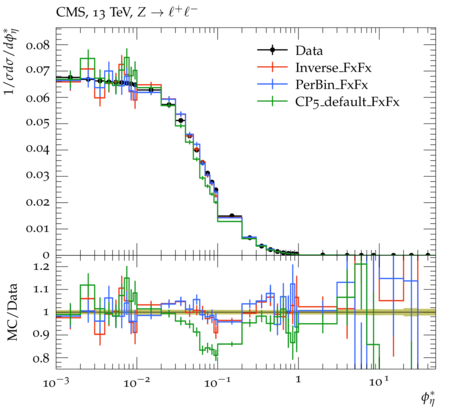 CMS, 13 TeV, Z → ℓ⁺ℓ⁻
1/σdσ/dϕ*η
0.08
0.07
0.06
0.05
0.04
0.03
0.02
0.01
0
Data
Inverse_FxFx
PerBin_FxFx
CP5_default_FxFx
MC/Data
1.2
1.1
1
0.9
0.8
10⁻³ 10⁻² 10⁻¹ 1 10¹
ϕ*η